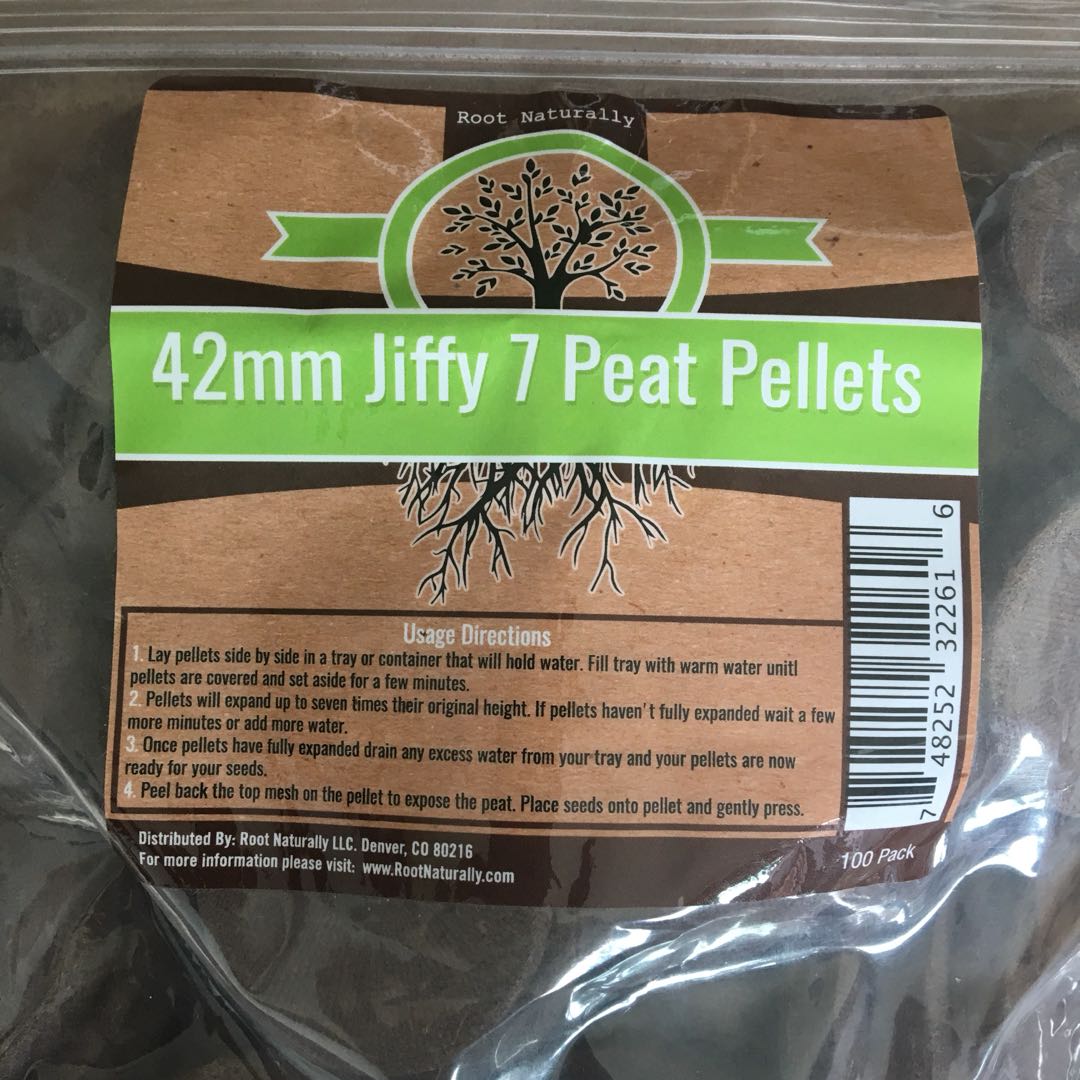 Root Naturally
42mm Jiffy 7 Peat Pellets
Usage Directions
1. Lay pellets side by side in a tray or container that will hold water. Fill tray with warm water unitl
pellets are covered and set aside for a few minutes.
2. Pellets will expand up to seven times their original height. If pellets haven't fully expanded wait a few
more minutes or add more water.
3. Once pellets have fully expanded drain any excess water from your tray and your pellets are now
ready for your seeds.
4. Peel back the top mesh on the pellet to expose the peat. Place seeds onto pellet and gently press.
7 48252 32261 6
Distributed By: Root Naturally LLC. Denver, CO 80216
For more information please visit: www.RootNaturally.com
100 Pack